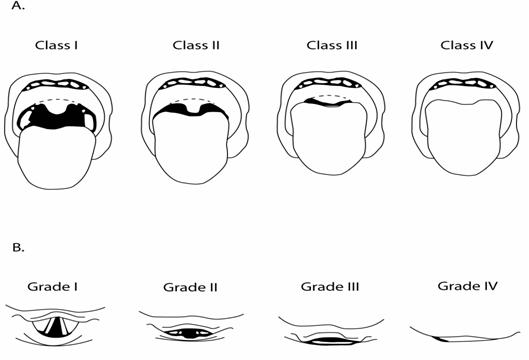 A.
Class I Class II Class III Class IV
B.
Grade I Grade II Grade III Grade IV